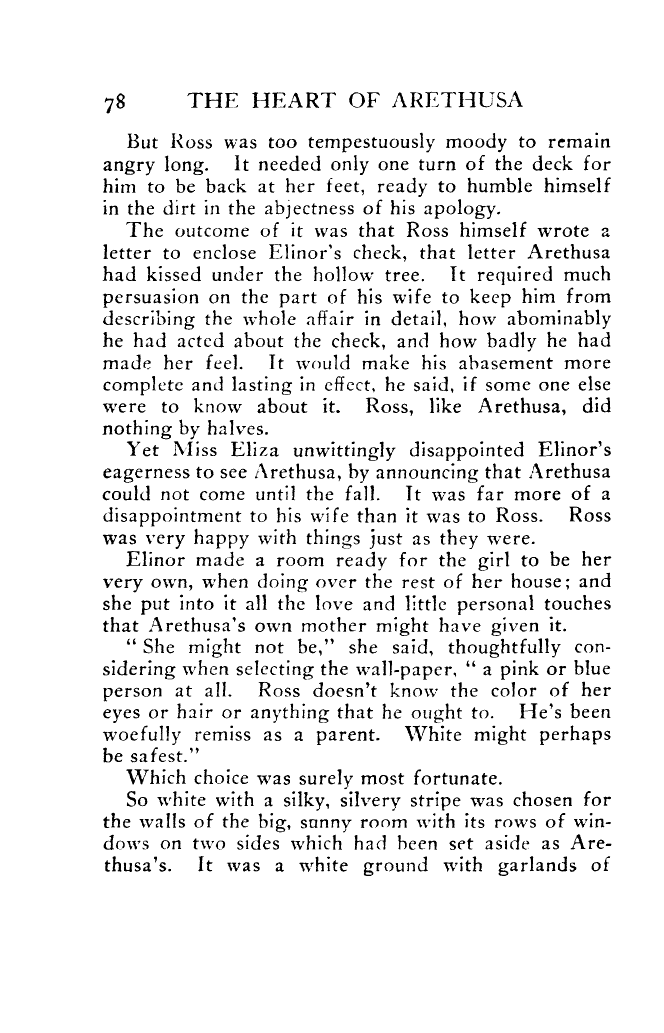 78 THE HEART OF ARETHUSA
But Ross was too tempestuously moody to remain
angry long. It needed only one turn of the deck for
him to be back at her feet, ready to humble himself
in the dirt in the abjectness of his apology.
The outcome of it was that Ross himself wrote a
letter to enclose Elinor's check, that letter Arethusa
had kissed under the hollow tree. It required much
persuasion on the part of his wife to keep him from
describing the whole affair in detail, how abominably
he had acted about the check, and how badly he had
made her feel. It would make his abasement more
complete and lasting in effect, he said, if some one else
were to know about it. Ross, like Arethusa, did
nothing by halves.
Yet Miss Eliza unwittingly disappointed Elinor's
eagerness to see Arethusa, by announcing that Arethusa
could not come until the fall. It was far more of a
disappointment to his wife than it was to Ross. Ross
was very happy with things just as they were.
Elinor made a room ready for the girl to be her
very own, when doing over the rest of her house; and
she put into it all the love and little personal touches
that Arethusa's own mother might have given it.
" She might not be," she said, thoughtfully con-
sidering when selecting the wall-paper, " a pink or blue
person at all. Ross doesn't know the color of her
eyes or hair or anything that he ought to. He's been
woefully remiss as a parent. White might perhaps
be safest."
Which choice was surely most fortunate.
So white with a silky, silvery stripe was chosen for
the walls of the big, sunny room with its rows of win-
dows on two sides which had been set aside as Are-
thusa's. It was a white ground with garlands of